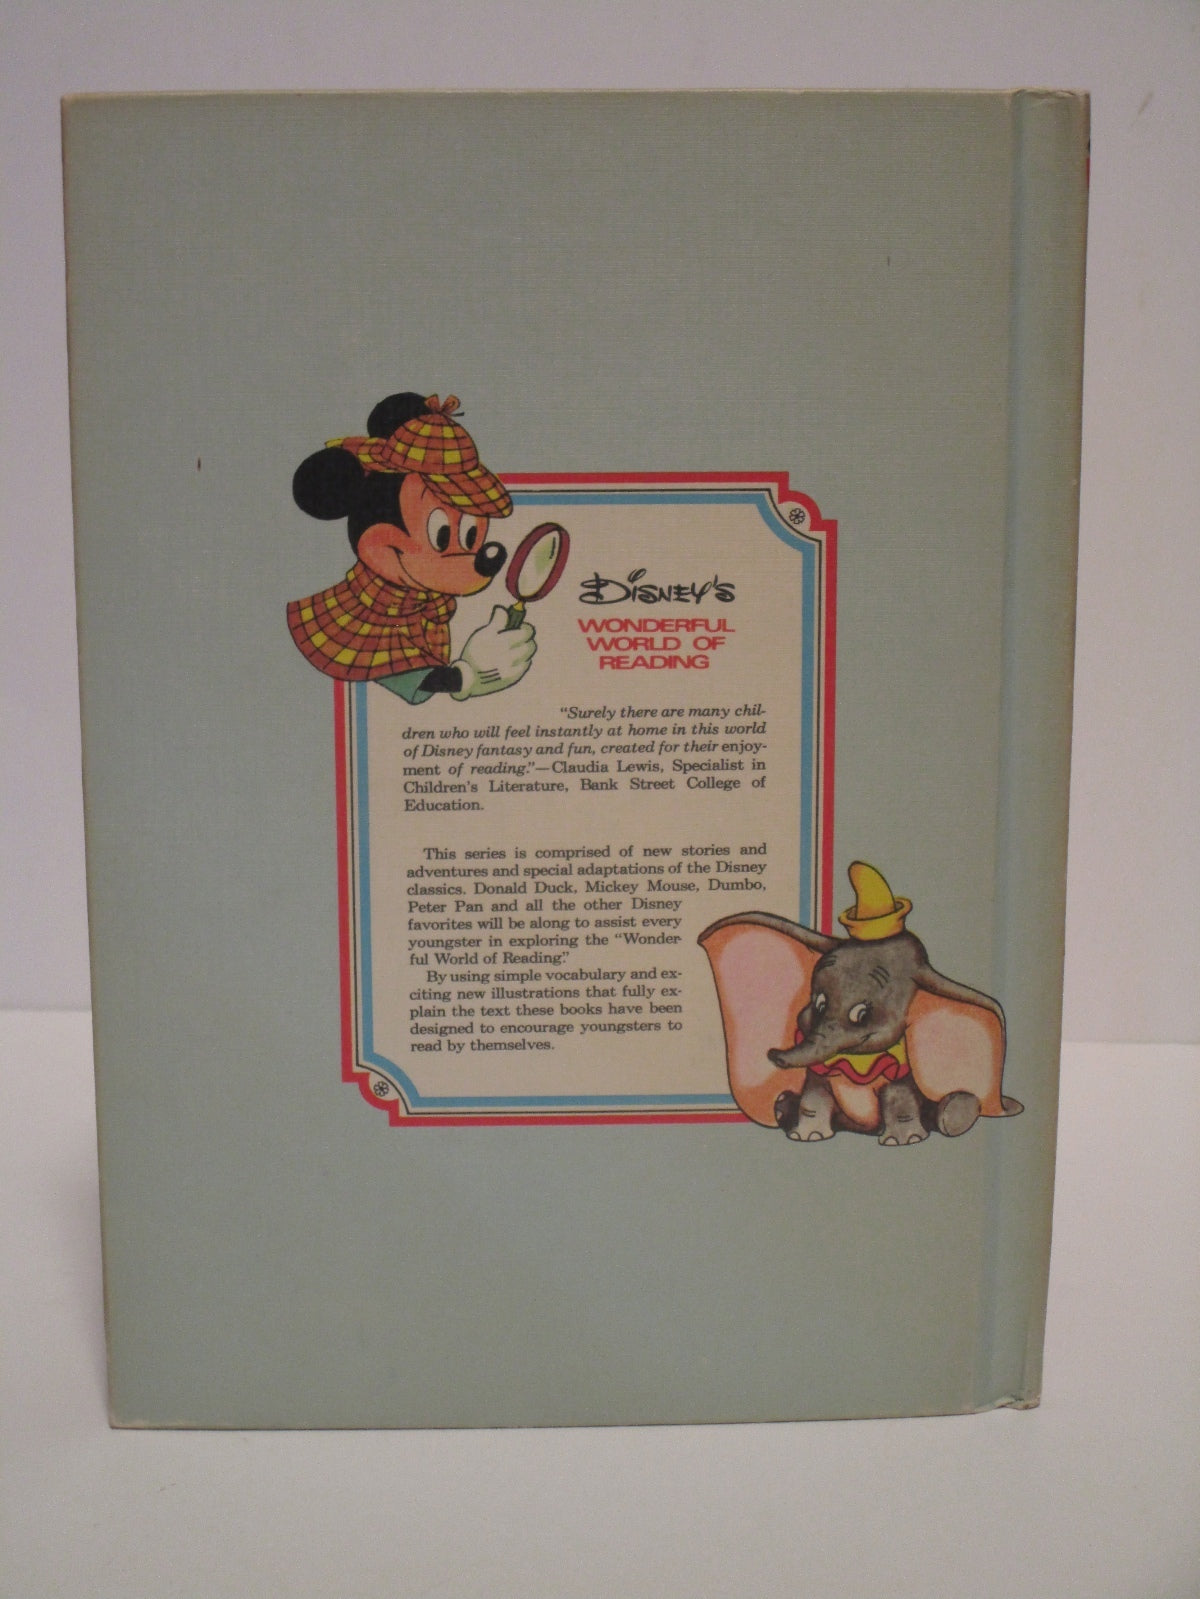 Disney's
WONDERFUL
WORLD OF
READING
“Surely there are many chil-
dren who will feel instantly at home in this world
of Disney fantasy and fun, created for their enjoy-
ment of reading.”—Claudia Lewis, Specialist in
Children's Literature, Bank Street College of
Education.
This series is comprised of new stories and
adventures and special adaptations of the Disney
classics. Donald Duck, Mickey Mouse, Dumbo,
Peter Pan and all the other Disney
favorites will be along to assist every
youngster in exploring the “Wonder-
ful World of Reading.”
By using simple vocabulary and ex-
citing new illustrations that fully ex-
plain the text these books have been
designed to encourage youngsters to
read by themselves.